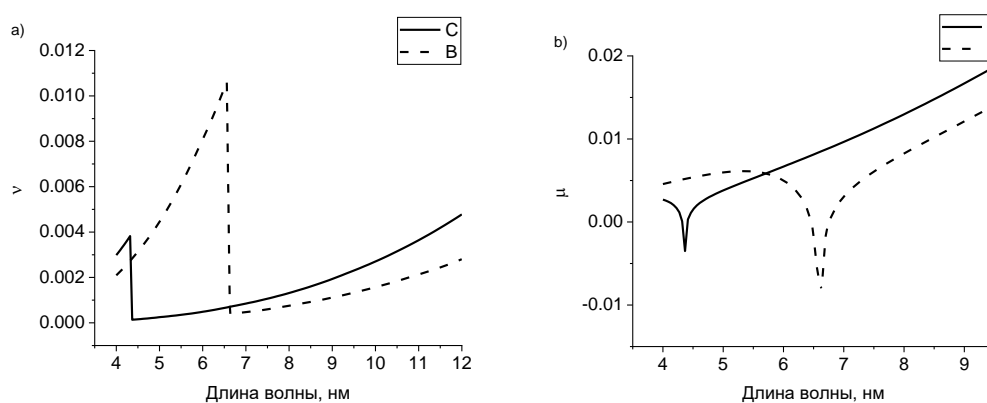 a)
C
B
0.012
0.010
0.008
0.006
0.004
0.002
0.000
ν
4 5 6 7 8 9 10 11 12
Длина волны, нм
b)
0.02
0.01
0.00
-0.01
μ
4 5 6 7 8 9
Длина волны, нм